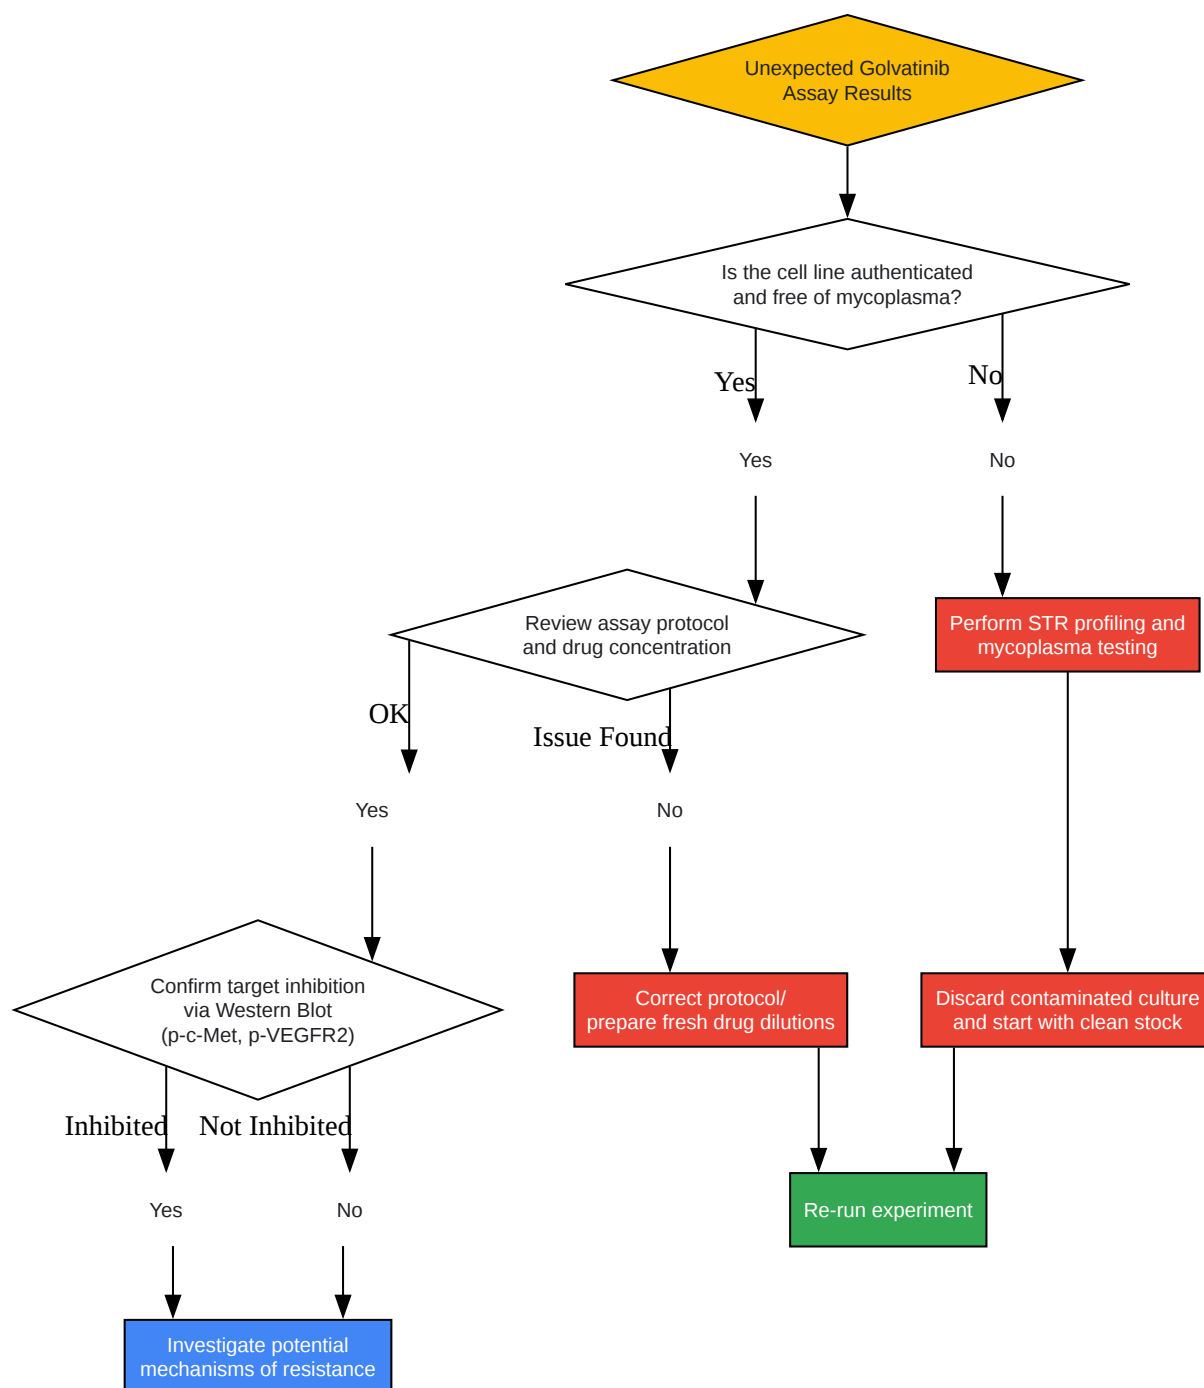 Unexpected Golvatinib
Assay Results
Is the cell line authenticated
and free of mycoplasma?
Yes
No
Yes
No
Review assay protocol
and drug concentration
Perform STR profiling and
mycoplasma testing
OK
Issue Found
Yes
No
Confirm target inhibition
via Western Blot
(p-c-Met, p-VEGFR2)
Correct protocol/
prepare fresh drug dilutions
Discard contaminated culture
and start with clean stock
Inhibited
Not Inhibited
Yes
No
Re-run experiment
Investigate potential
mechanisms of resistance